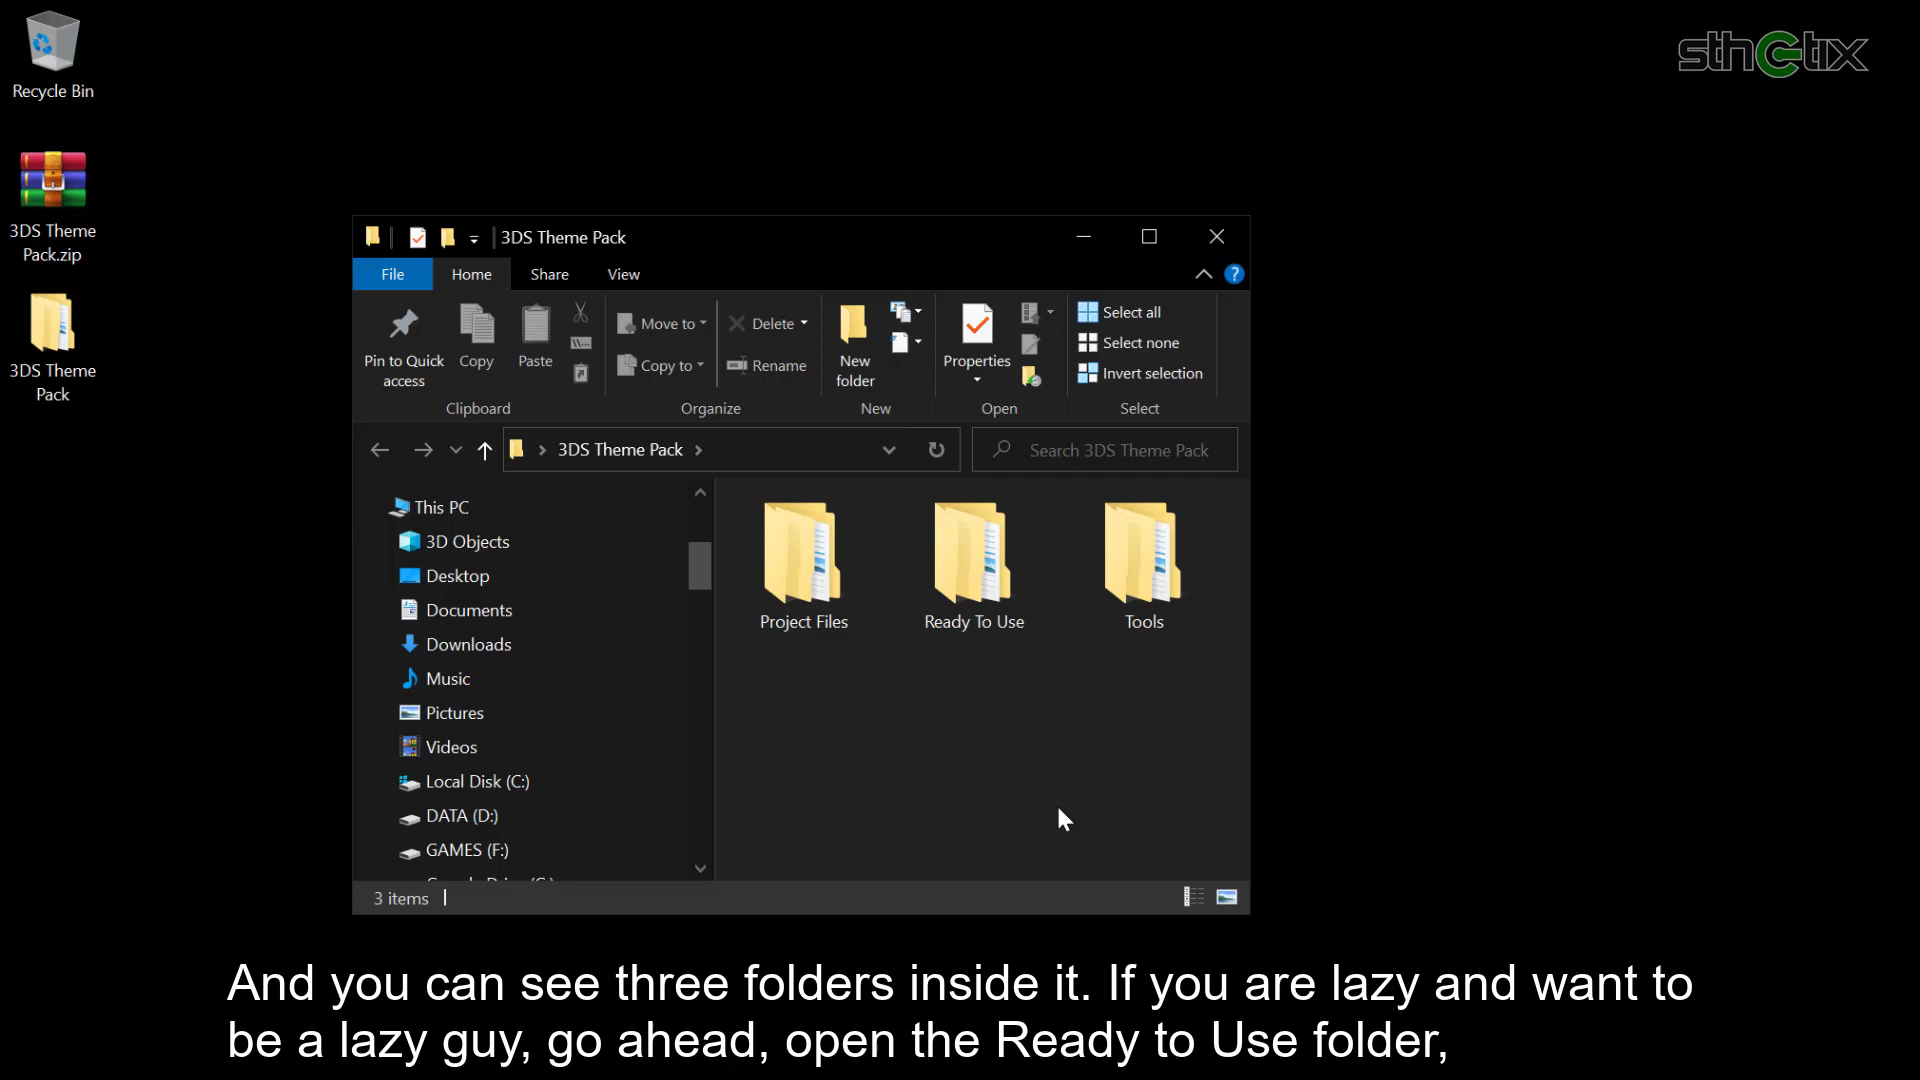 Recycle Bin
sthetix
3DS Theme
Pack.zip
3DS Theme
Pack
3DS Theme Pack
File Home Share View
Pin to Quick
access
Copy
Paste
Move to
Copy to
Delete
Rename
New
folder
Properties
Select all
Select none
Invert selection
Clipboard Organize New Open Select
3DS Theme Pack
Search 3DS Theme Pack
This PC
3D Objects
Desktop
Documents
Downloads
Music
Pictures
Videos
Local Disk (C:)
DATA (D:)
GAMES (F:)
Project Files
Ready To Use
Tools
3 items
And you can see three folders inside it. If you are lazy and want to
be a lazy guy, go ahead, open the Ready to Use folder,